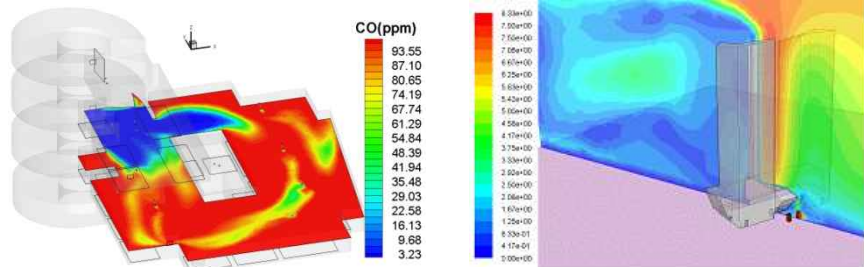 CO(ppm)
93.55
87.10
80.65
74.19
67.74
61.29
54.84
48.39
41.94
35.48
29.03
22.58
16.13
9.68
3.23
8.33e+00
7.92e+00
7.50e+00
7.08e+00
6.67e+00
6.25e+00
5.83e+00
5.42e+00
5.00e+00
4.58e+00
4.17e+00
3.75e+00
3.33e+00
2.92e+00
2.50e+00
2.08e+00
1.67e+00
1.25e+00
8.33e-01
4.17e-01
0.00e+00